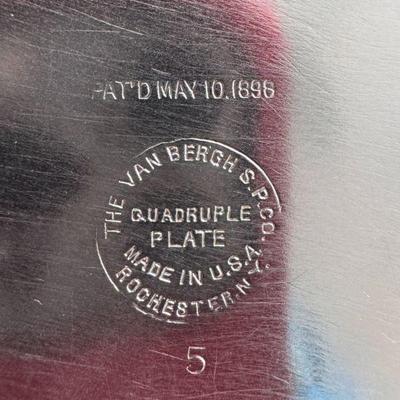 PAT'D MAY 10, 1898
THE VAN BERGH S.P. CO.
QUADRUPLE
PLATE
MADE IN U.S.A.
ROCHESTER. N.Y.
5